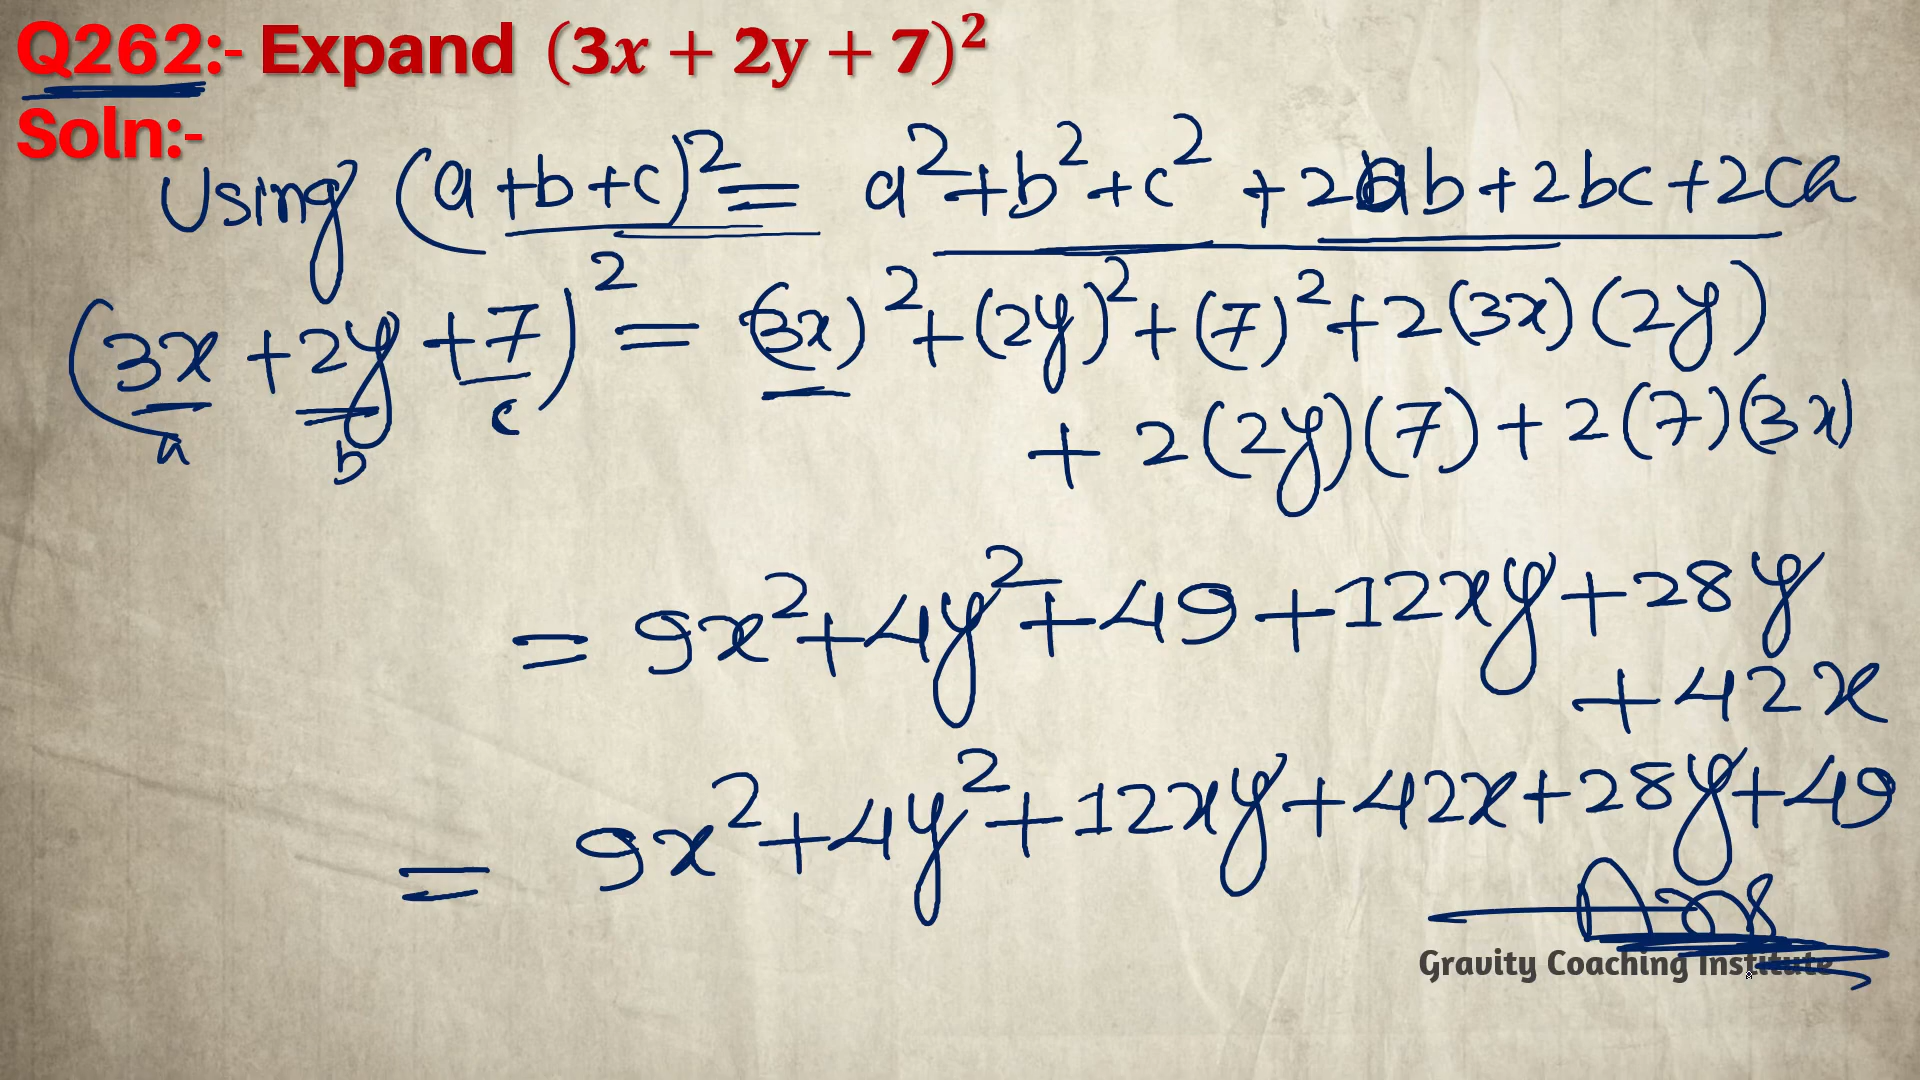 Q262:- Expand (3x + 2y + 7)²
Soln:-
Using (a+b+c)² = a²+b²+c² + 2ab+2bc+2ca
(3x+2y+7)² = (3x)²+(2y)²+(7)²+2(3x)(2y)
a b c
+ 2(2y)(7)+2(7)(3x)
= 9x²+4y²+49+12xy+28y
+42x
= 9x²+4y²+12xy+42x+28y+49
Ans
Gravity Coaching Institute